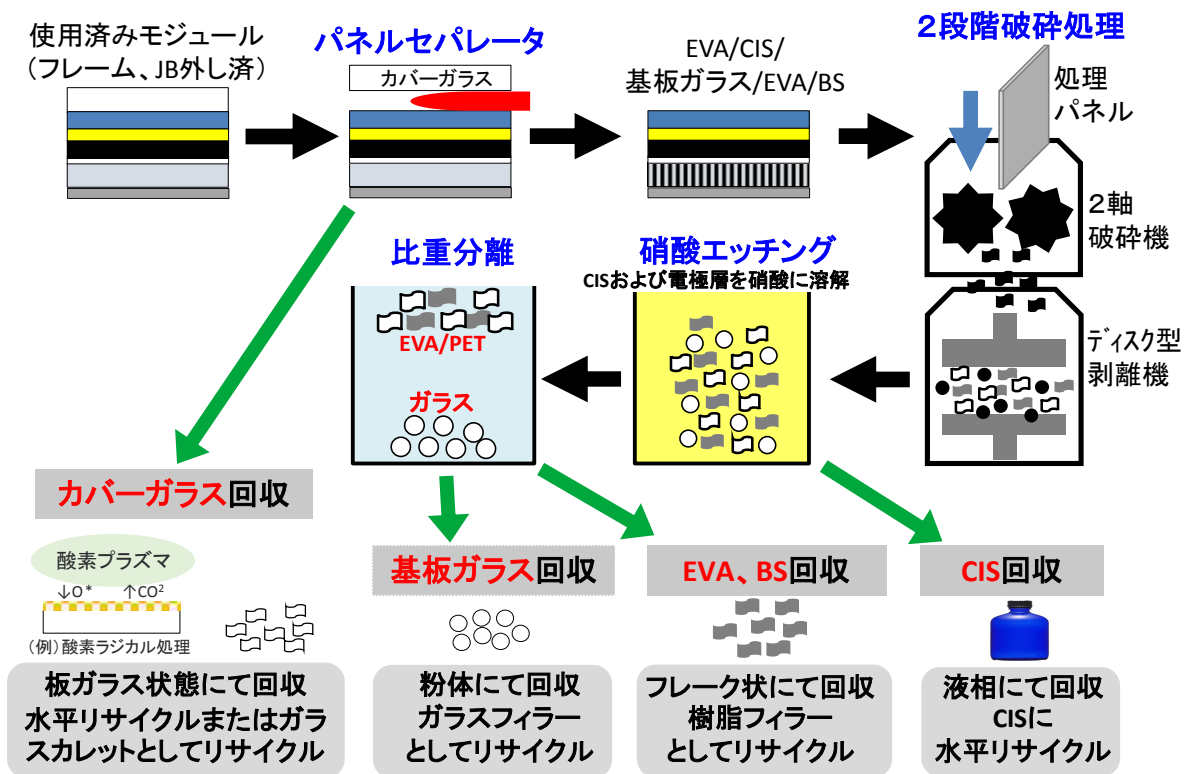 使用済みモジュール
（フレーム、JB外し済）
パネルセパレータ
カバーガラス
EVA/CIS/
基板ガラス/EVA/BS
２段階破砕処理
処理
パネル
２軸
破砕機
ディスク型
剥離機
硝酸エッチング
CISおよび電極層を硝酸に溶解
比重分離
EVA/PET
ガラス
カバーガラス回収
酸素プラズマ
↓O* ↑CO²
（例）酸素ラジカル処理
板ガラス状態にて回収
水平リサイクルまたはガラ
スカレットとしてリサイクル
基板ガラス回収
粉体にて回収
ガラスフィラー
としてリサイクル
EVA、BS回収
フレーク状にて回収
樹脂フィラー
としてリサイクル
CIS回収
液相にて回収
CISに
水平リサイクル